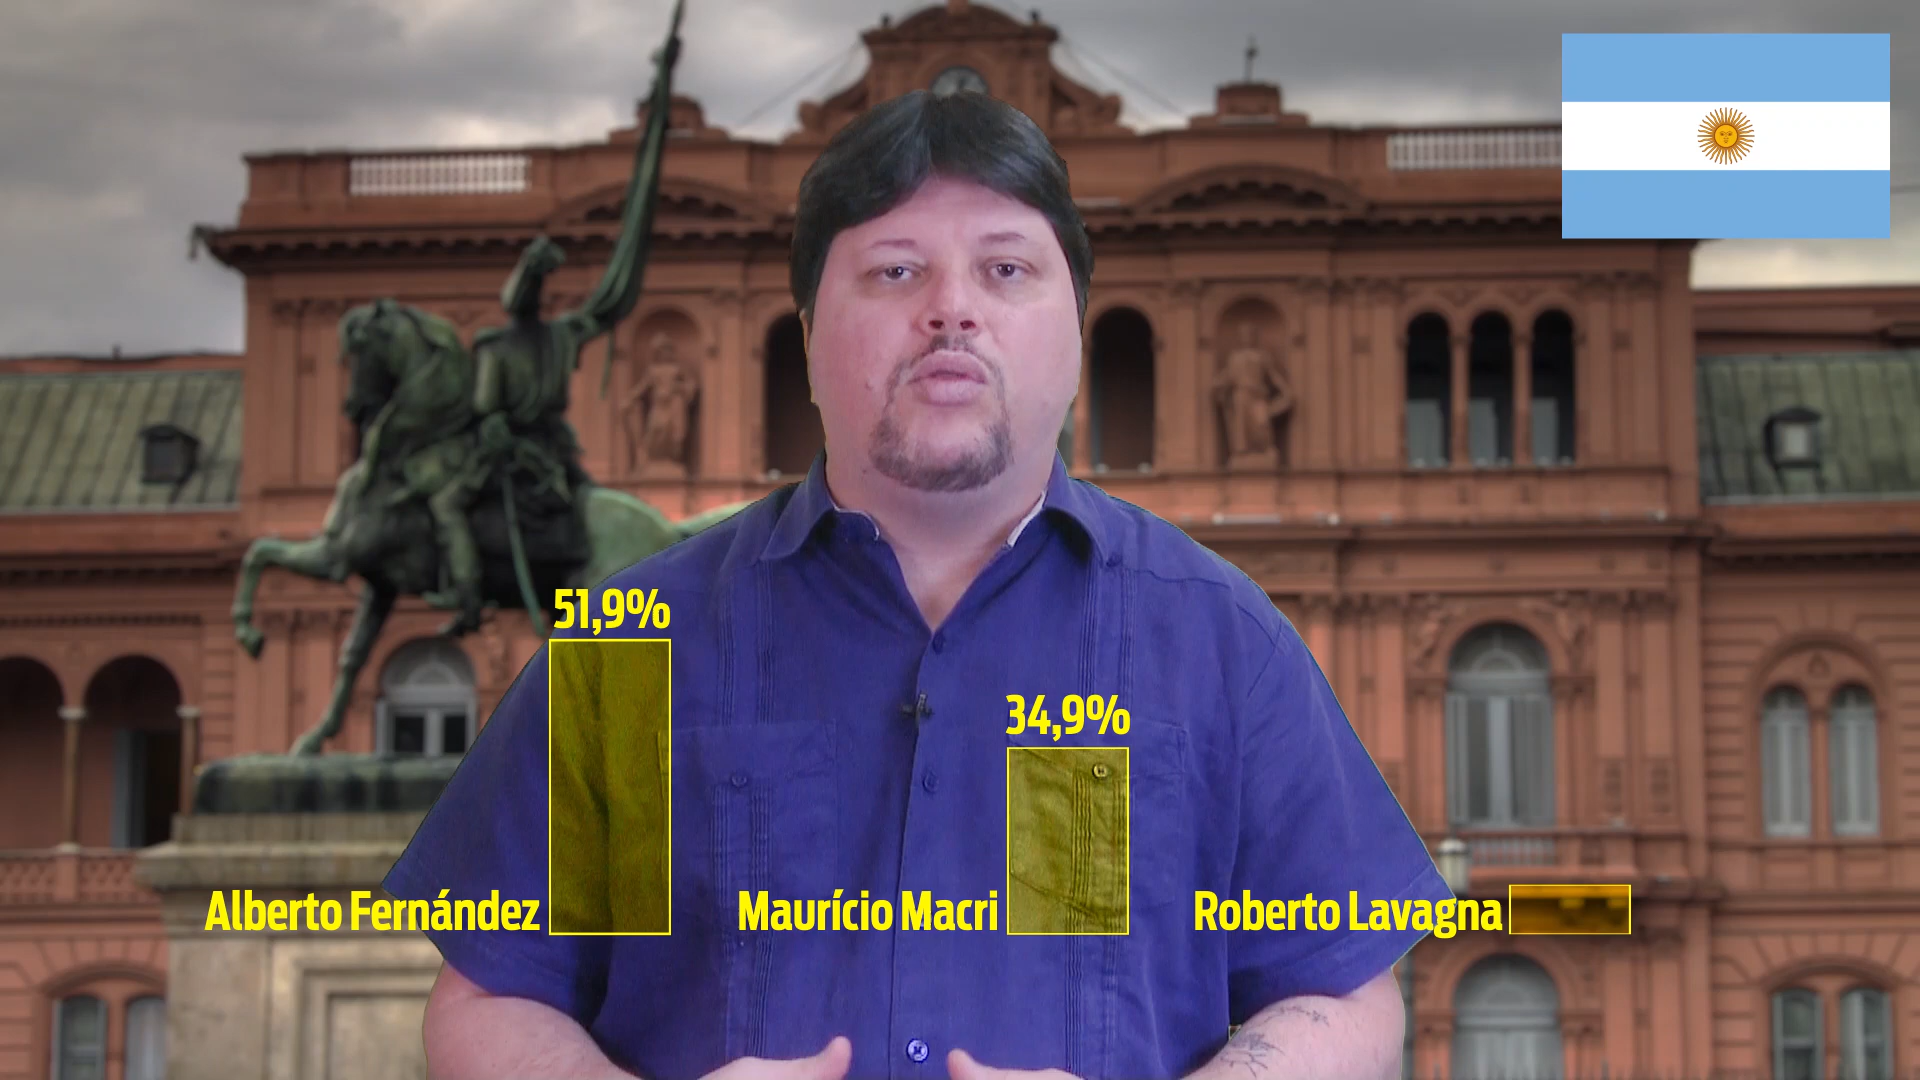 51,9%
34,9%
Alberto Fernández
Maurício Macri
Roberto Lavagna